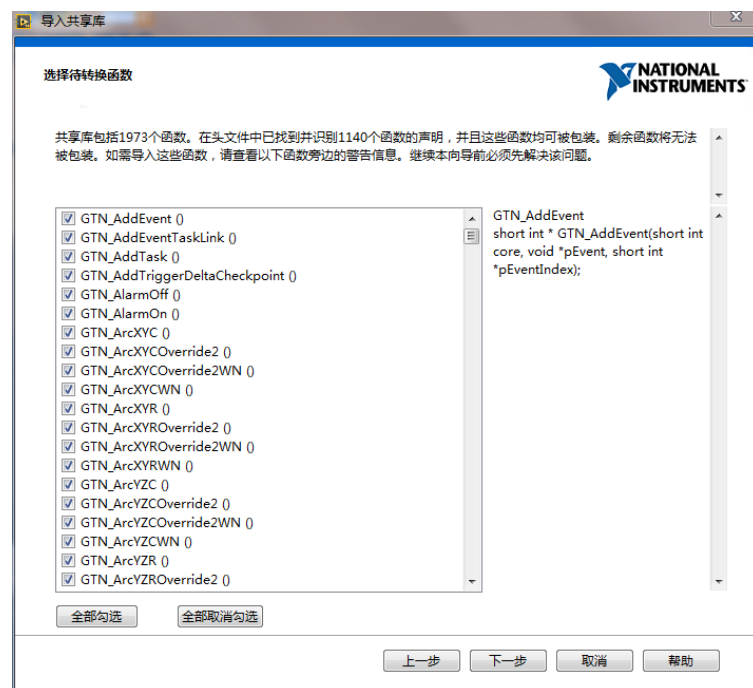 导入共享库
选择待转换函数
NATIONAL
INSTRUMENTS
共享库包括1973个函数。在头文件中已找到并识别1140个函数的声明，并且这些函数均可被包装。剩余函数将无法
被包装。如需导入这些函数，请查看以下函数旁边的警告信息。继续本向导前必须先解决该问题。
GTN_AddEvent ()
GTN_AddEventTaskLink ()
GTN_AddTask ()
GTN_AddTriggerDeltaCheckpoint ()
GTN_AlarmOff ()
GTN_AlarmOn ()
GTN_ArcXYC ()
GTN_ArcXYCOverride2 ()
GTN_ArcXYCOverride2WN ()
GTN_ArcXYCWN ()
GTN_ArcXYR ()
GTN_ArcXYROverride2 ()
GTN_ArcXYROverride2WN ()
GTN_ArcXYRWN ()
GTN_ArcYZC ()
GTN_ArcYZCOverride2 ()
GTN_ArcYZCOverride2WN ()
GTN_ArcYZCWN ()
GTN_ArcYZR ()
GTN_ArcYZROverride2 ()
GTN_AddEvent
short int * GTN_AddEvent(short int
core, void *pEvent, short int
*pEventIndex);
全部勾选
全部取消勾选
上一步
下一步
取消
帮助